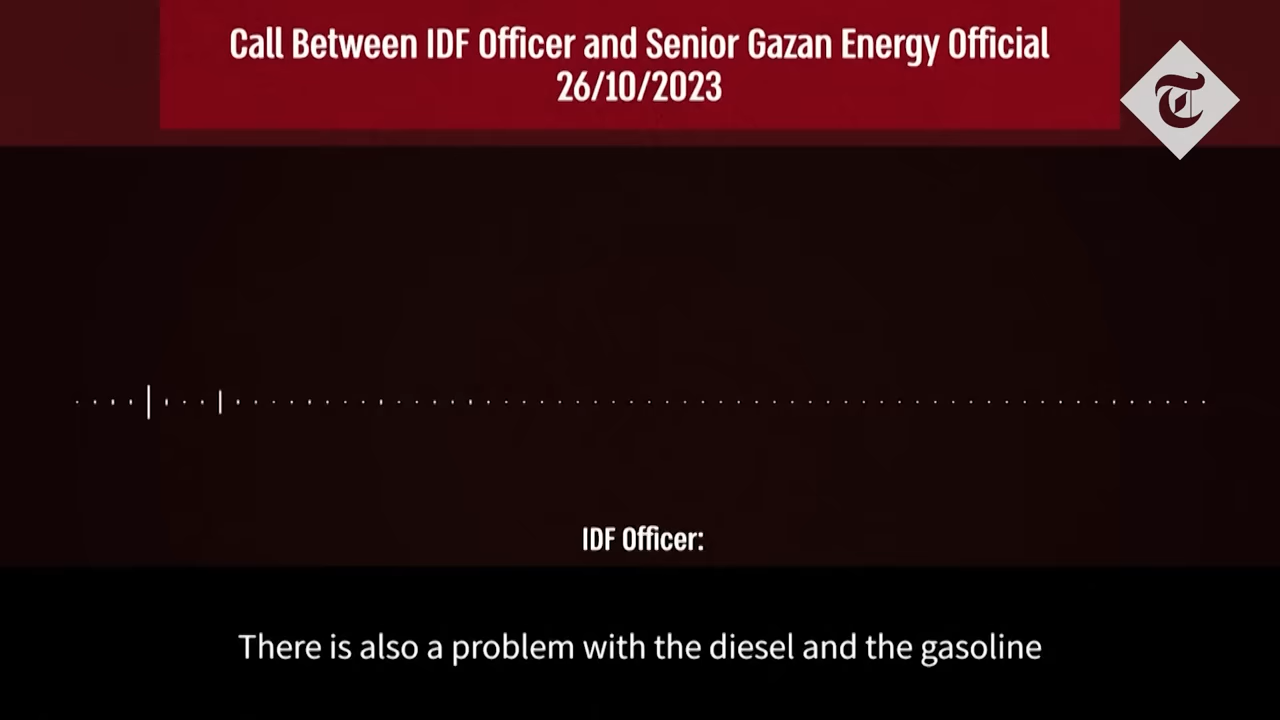 Call Between IDF Officer and Senior Gazan Energy Official
26/10/2023
T
IDF Officer:
There is also a problem with the diesel and the gasoline